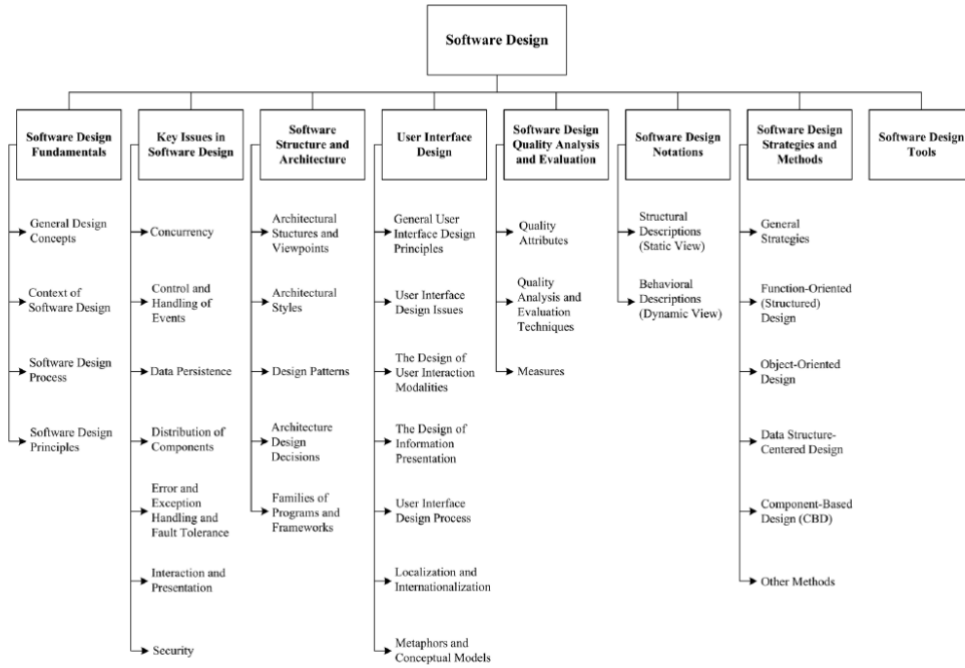 Software Design
Software Design
Fundamentals
General Design
Concepts
Context of
Software Design
Software Design
Process
Software Design
Principles
Key Issues in
Software Design
Concurrency
Control and
Handling of
Events
Data Persistence
Distribution of
Components
Error and
Exception
Handling and
Fault Tolerance
Interaction and
Presentation
Security
Software
Structure and
Architecture
Architectural
Stuctures and
Viewpoints
Architectural
Styles
Design Patterns
Architecture
Design
Decisions
Families of
Programs and
Frameworks
User Interface
Design
General User
Interface Design
Principles
User Interface
Design Issues
The Design of
User Interaction
Modalities
The Design of
Information
Presentation
User Interface
Design Process
Localization and
Internationalization
Metaphors and
Conceptual Models
Software Design
Quality Analysis
and Evaluation
Quality
Attributes
Quality
Analysis and
Evaluation
Techniques
Measures
Software Design
Notations
Structural
Descriptions
(Static View)
Behavioral
Descriptions
(Dynamic View)
Software Design
Strategies and
Methods
General
Strategies
Function-Oriented
(Structured)
Design
Object-Oriented
Design
Data Structure-
Centered Design
Component-Based
Design (CBD)
Other Methods
Software Design
Tools